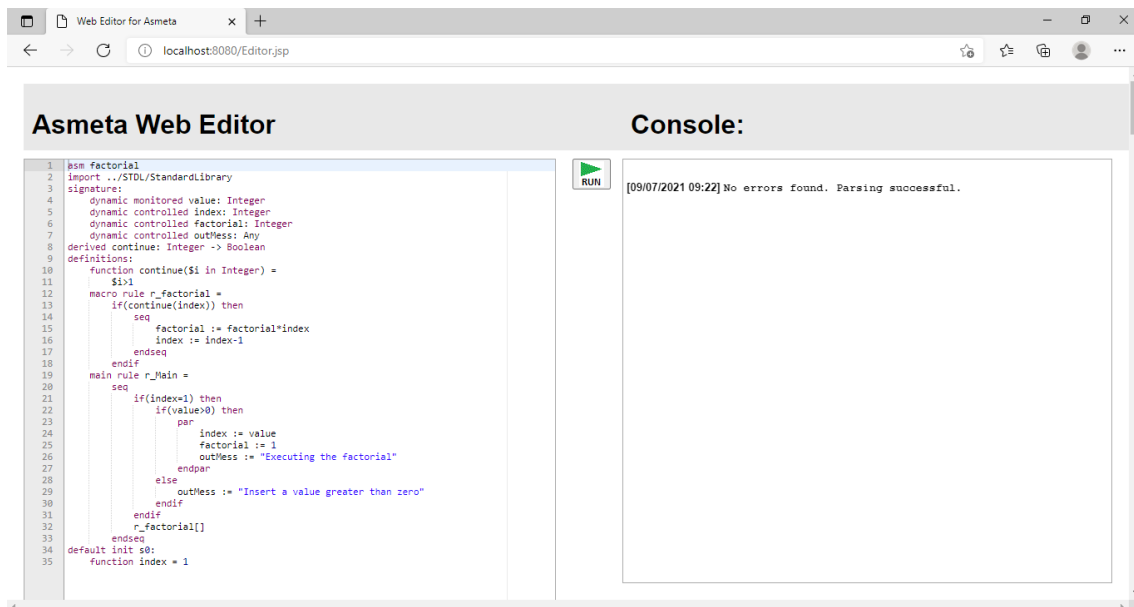 Web Editor for Asmeta
localhost:8080/Editor.jsp
Asmeta Web Editor
Console:
1 asm factorial
2 import ../STDL/StandardLibrary
3 signature:
4 dynamic monitored value: Integer
5 dynamic controlled index: Integer
6 dynamic controlled factorial: Integer
7 dynamic controlled outMess: Any
8 derived continue: Integer -> Boolean
9 definitions:
10 function continue($i in Integer) =
11 $i>1
12 macro rule r_factorial =
13 if(continue(index)) then
14 seq
15 factorial := factorial*index
16 index := index-1
17 endseq
18 endif
19 main rule r_Main =
20 seq
21 if(index=1) then
22 if(value>0) then
23 par
24 index := value
25 factorial := 1
26 outMess := "Executing the factorial"
27 endpar
28 else
29 outMess := "Insert a value greater than zero"
30 endif
31 endif
32 r_factorial[]
33 endseq
34 default init s0:
35 function index = 1
RUN
[09/07/2021 09:22] No errors found. Parsing successful.